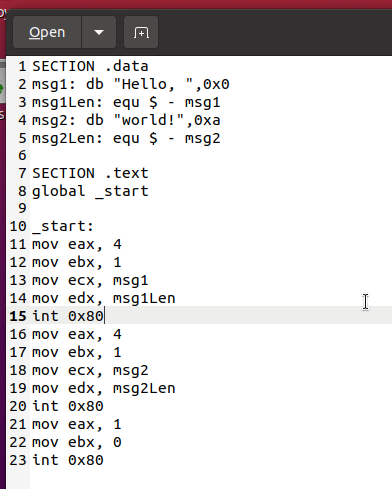 Open
1 SECTION .data
2 msg1: db "Hello, ",0x0
3 msg1Len: equ $ - msg1
4 msg2: db "world!",0xa
5 msg2Len: equ $ - msg2
6
7 SECTION .text
8 global _start
9
10 _start:
11 mov eax, 4
12 mov ebx, 1
13 mov ecx, msg1
14 mov edx, msg1Len
15 int 0x80
16 mov eax, 4
17 mov ebx, 1
18 mov ecx, msg2
19 mov edx, msg2Len
20 int 0x80
21 mov eax, 1
22 mov ebx, 0
23 int 0x80